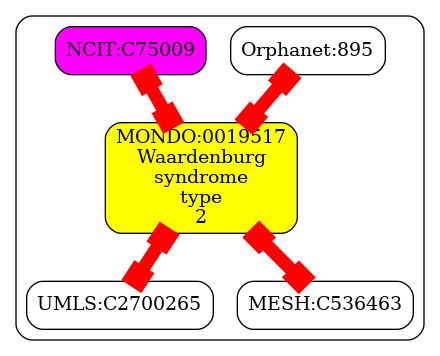 NCIT:C75009
Orphanet:895
MONDO:0019517
Waardenburg
syndrome
type
2
UMLS:C2700265
MESH:C536463